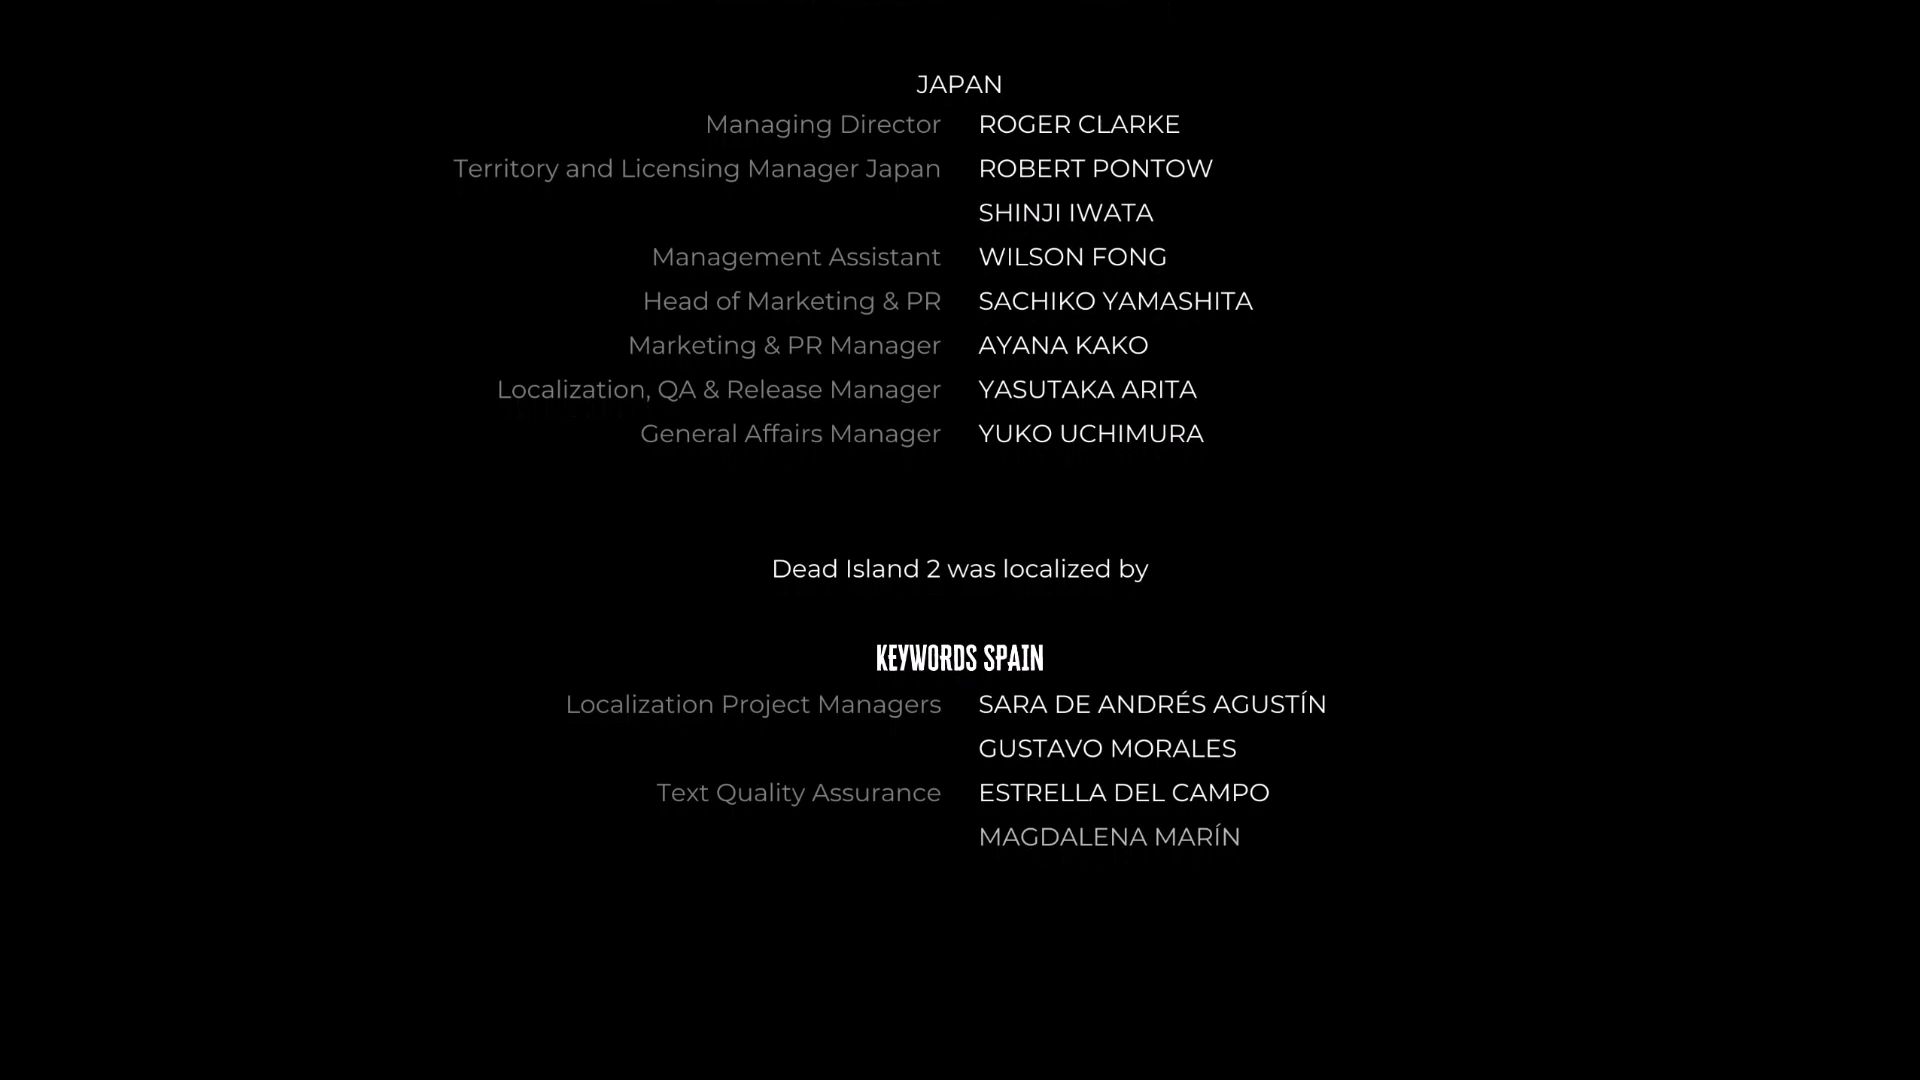 JAPAN
Managing Director ROGER CLARKE
Territory and Licensing Manager Japan ROBERT PONTOW
SHINJI IWATA
Management Assistant WILSON FONG
Head of Marketing & PR SACHIKO YAMASHITA
Marketing & PR Manager AYANA KAKO
Localization, QA & Release Manager YASUTAKA ARITA
General Affairs Manager YUKO UCHIMURA
Dead Island 2 was localized by
KEYWORDS SPAIN
Localization Project Managers SARA DE ANDRÉS AGUSTÍN
GUSTAVO MORALES
Text Quality Assurance ESTRELLA DEL CAMPO
MAGDALENA MARÍN